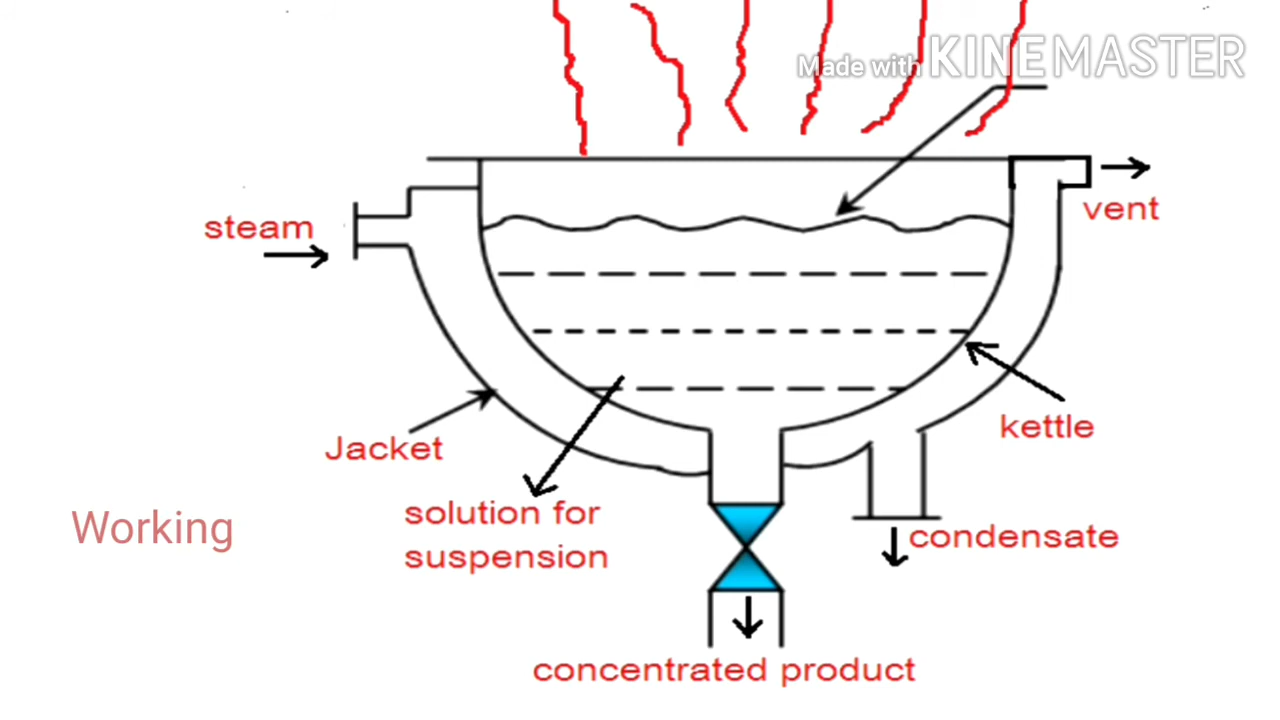 Made with KINEMASTER
steam
vent
Jacket
kettle
solution for
suspension
Working
condensate
concentrated product